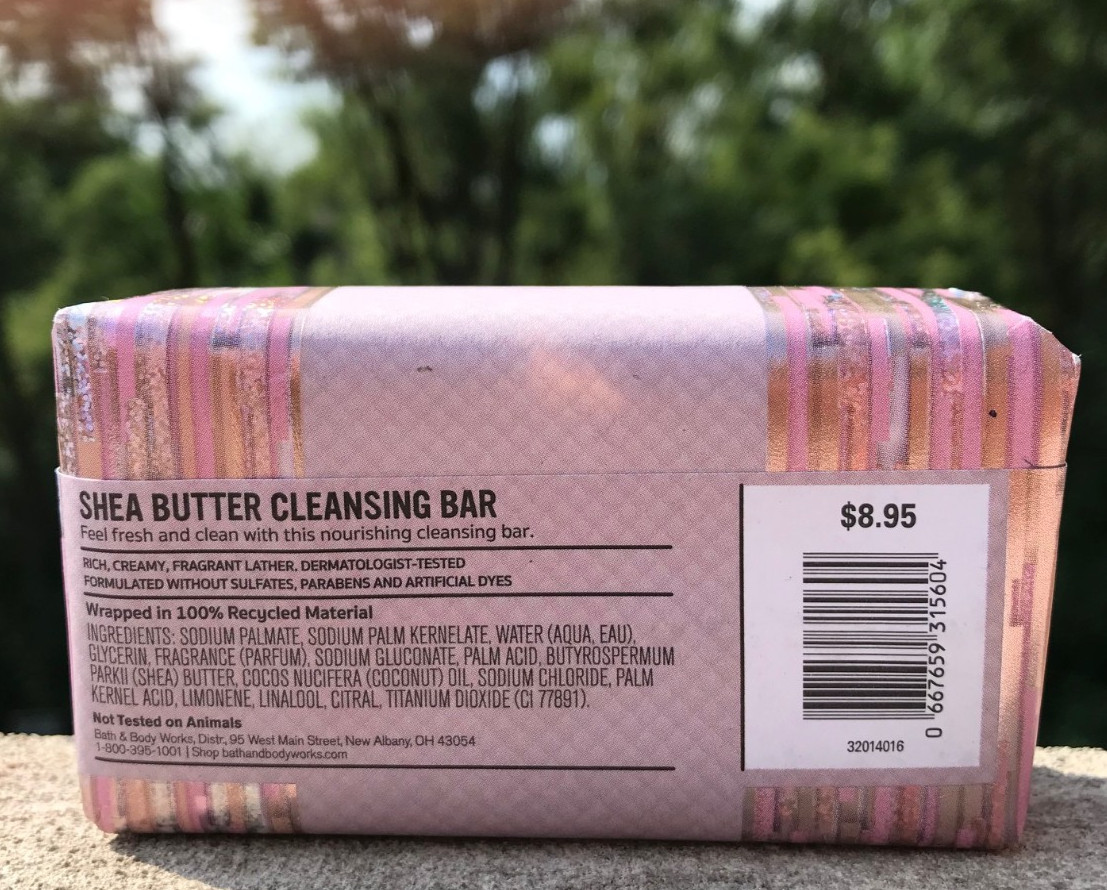 SHEA BUTTER CLEANSING BAR
Feel fresh and clean with this nourishing cleansing bar.
RICH, CREAMY, FRAGRANT LATHER. DERMATOLOGIST-TESTED
FORMULATED WITHOUT SULFATES, PARABENS AND ARTIFICIAL DYES
Wrapped in 100% Recycled Material
INGREDIENTS: SODIUM PALMATE, SODIUM PALM KERNELATE, WATER (AQUA, EAU),
GLYCERIN, FRAGRANCE (PARFUM), SODIUM GLUCONATE, PALM ACID, BUTYROSPERMUM
PARKII (SHEA) BUTTER, COCOS NUCIFERA (COCONUT) OIL, SODIUM CHLORIDE, PALM
KERNEL ACID, LIMONENE, LINALOOL, CITRAL, TITANIUM DIOXIDE (CI 77891).
Not Tested on Animals
Bath & Body Works, Distr., 95 West Main Street, New Albany, OH 43054
1-800-395-1001 | Shop bathandbodyworks.com
$8.95
0 667659 315604
32014016